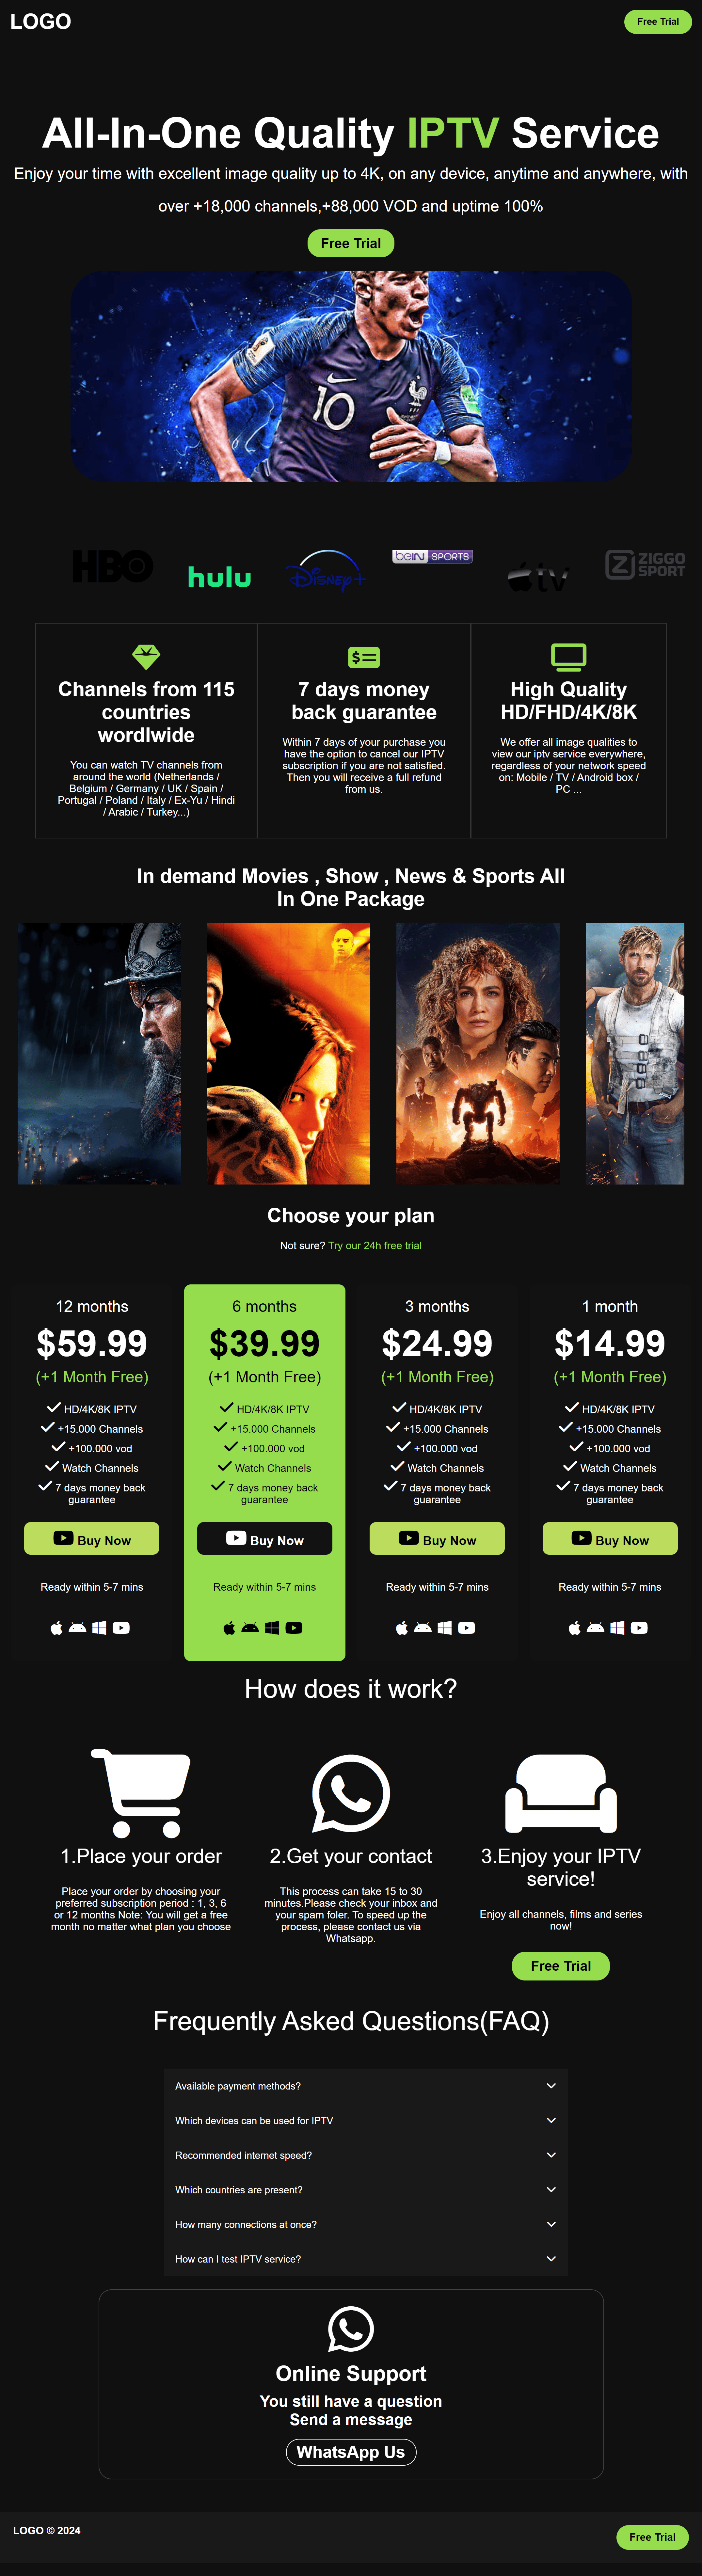 LOGO
Free Trial
All-In-One Quality IPTV Service
Enjoy your time with excellent image quality up to 4K, on any device, anytime and anywhere, with
over +18,000 channels,+88,000 VOD and uptime 100%
Free Trial
10
HBO
hulu
Disney+
beIN SPORTS
tv
ZIGGO
SPORT
Channels from 115
countries
wordlwide
You can watch TV channels from
around the world (Netherlands /
Belgium / Germany / UK / Spain /
Portugal / Poland / Italy / Ex-Yu / Hindi
/ Arabic / Turkey...)
7 days money
back guarantee
Within 7 days of your purchase you
have the option to cancel our IPTV
subscription if you are not satisfied.
Then you will receive a full refund
from us.
High Quality
HD/FHD/4K/8K
We offer all image qualities to
view our iptv service everywhere,
regardless of your network speed
on: Mobile / TV / Android box /
PC ...
In demand Movies , Show , News & Sports All
In One Package
Choose your plan
Not sure? Try our 24h free trial
12 months
$59.99
(+1 Month Free)
HD/4K/8K IPTV
+15.000 Channels
+100.000 vod
Watch Channels
7 days money back
guarantee
Buy Now
Ready within 5-7 mins
6 months
$39.99
(+1 Month Free)
HD/4K/8K IPTV
+15.000 Channels
+100.000 vod
Watch Channels
7 days money back
guarantee
Buy Now
Ready within 5-7 mins
3 months
$24.99
(+1 Month Free)
HD/4K/8K IPTV
+15.000 Channels
+100.000 vod
Watch Channels
7 days money back
guarantee
Buy Now
Ready within 5-7 mins
1 month
$14.99
(+1 Month Free)
HD/4K/8K IPTV
+15.000 Channels
+100.000 vod
Watch Channels
7 days money back
guarantee
Buy Now
Ready within 5-7 mins
How does it work?
1.Place your order
Place your order by choosing your
preferred subscription period : 1, 3, 6
or 12 months Note: You will get a free
month no matter what plan you choose
2.Get your contact
This process can take 15 to 30
minutes.Please check your inbox and
your spam foler. To speed up the
process, please contact us via
Whatsapp.
3.Enjoy your IPTV
service!
Enjoy all channels, films and series
now!
Free Trial
Frequently Asked Questions(FAQ)
Available payment methods?
Which devices can be used for IPTV
Recommended internet speed?
Which countries are present?
How many connections at once?
How can I test IPTV service?
Online Support
You still have a question
Send a message
WhatsApp Us
LOGO © 2024
Free Trial